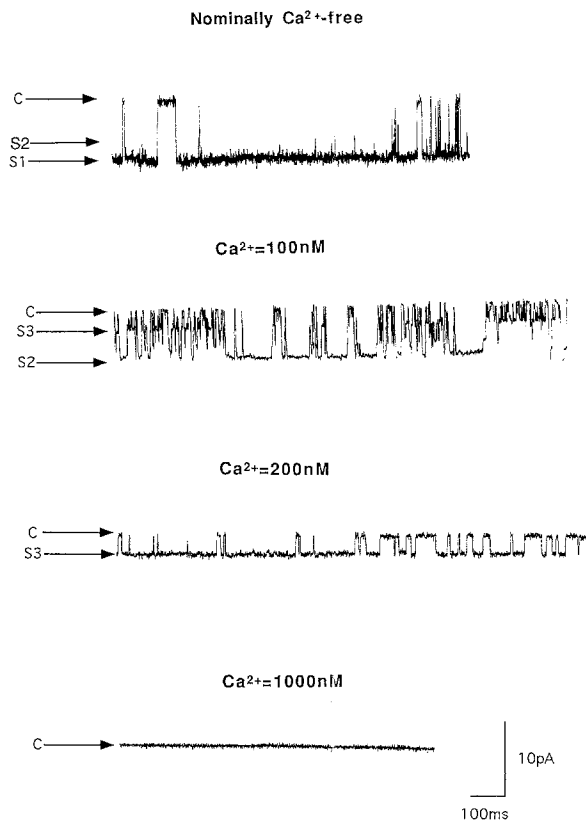 Nominally Ca²⁺-free
C
S2
S1
Ca²⁺=100nM
C
S3
S2
Ca²⁺=200nM
C
S3
Ca²⁺=1000nM
C
10pA
100ms